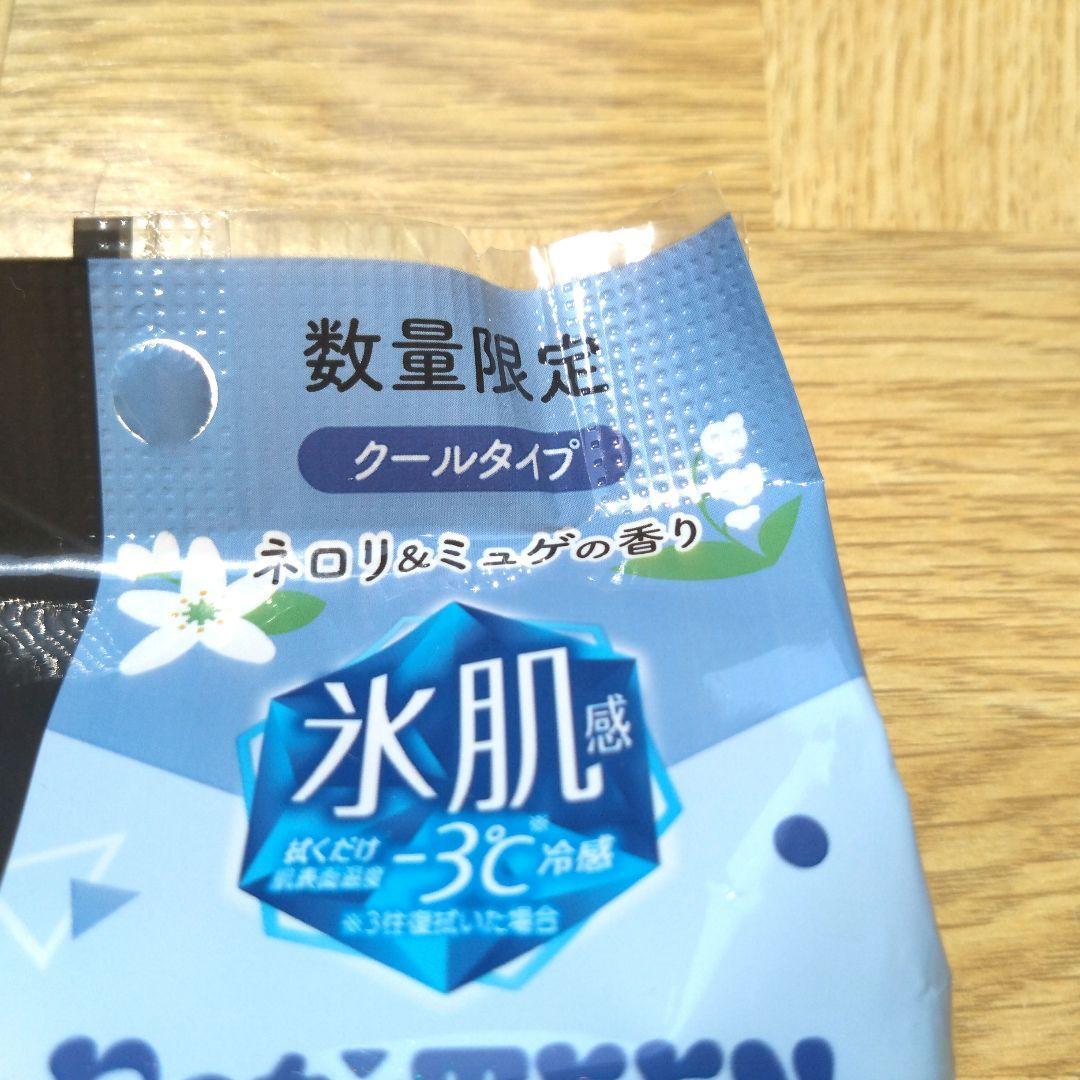 数量限定
クールタイプ
ネロリ&ミュゲの香り
氷肌感
拭くだけ
肌表面温度
-3℃※冷感
※3往復拭いた場合